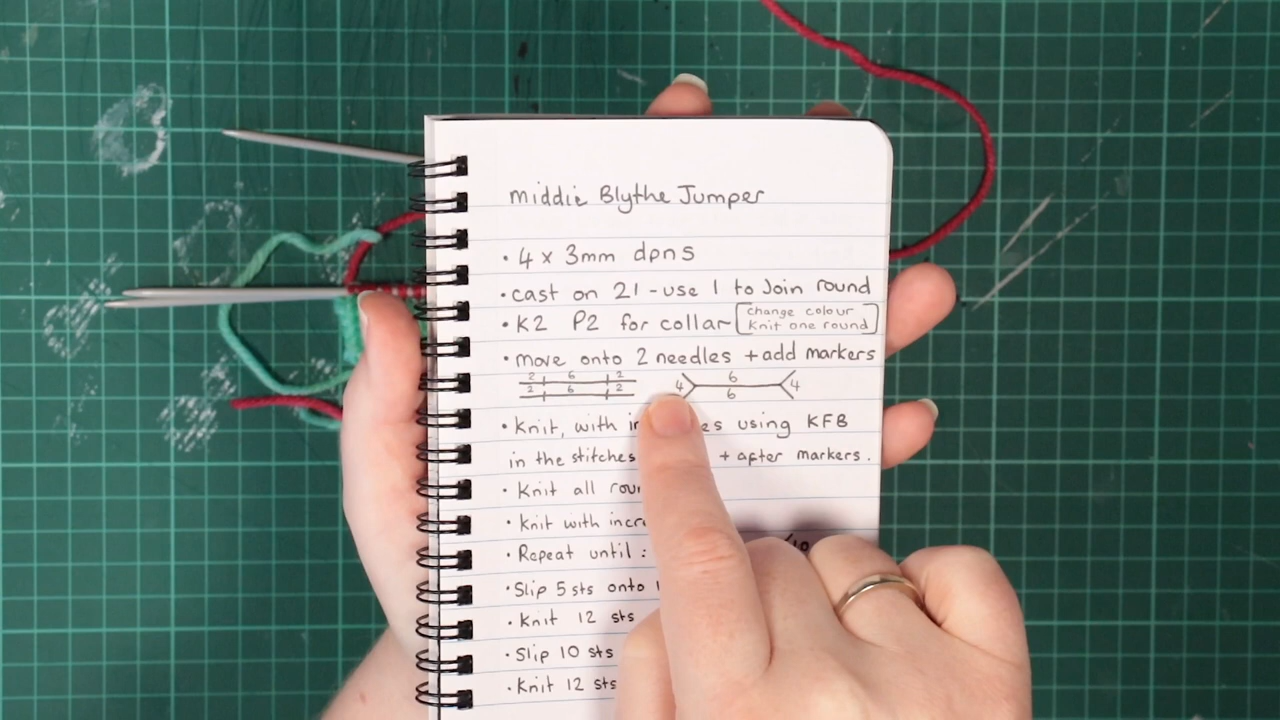 middie Blythe Jumper
• 4 x 3mm dpns
• cast on 21 - use 1 to Join round
• K2 P2 for collar [change colour
Knit one round]
• move onto 2 needles + add markers
2 6 2
2 6 2
4 6 4
6
• Knit, with using KFB
in the stitches + after markers.
• Knit all
• Knit with
• Repeat until :
• Slip 5 sts onto
• Knit 12 sts
• Slip 10 sts
• Knit 12 sts